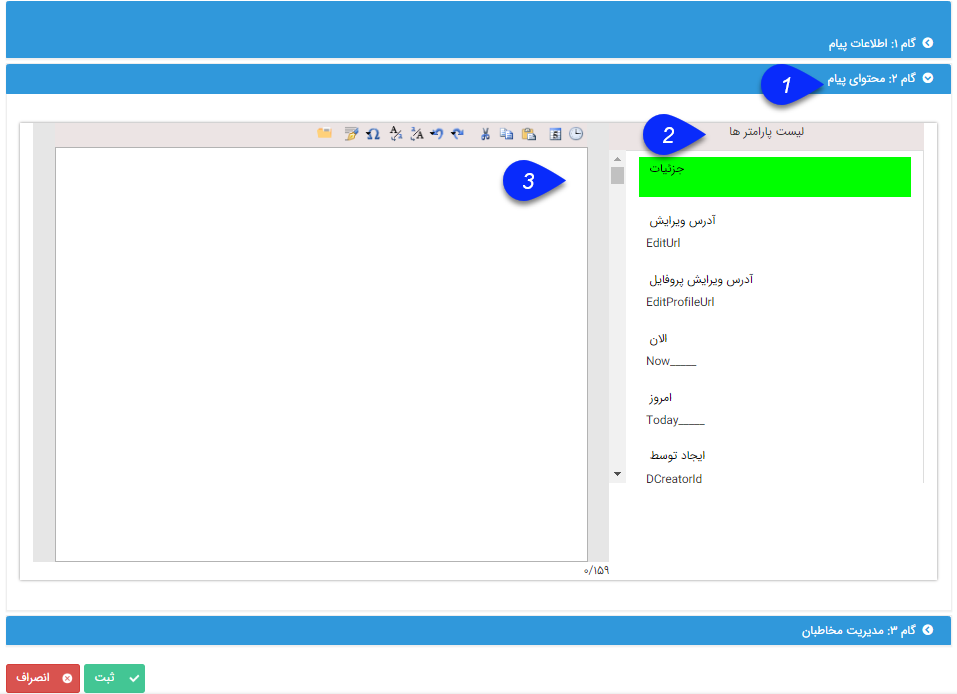 گام ۱: اطلاعات پیام
گام ۲: محتوای پیام
1
لیست پارامتر ها
2
جزئیات
3
آدرس ویرایش
EditUrl
آدرس ویرایش پروفایل
EditProfileUrl
الان
Now_____
امروز
Today_____
ایجاد توسط
DCreatorId
۰/۱۵۹
گام ۳: مدیریت مخاطبان
ثبت
انصراف